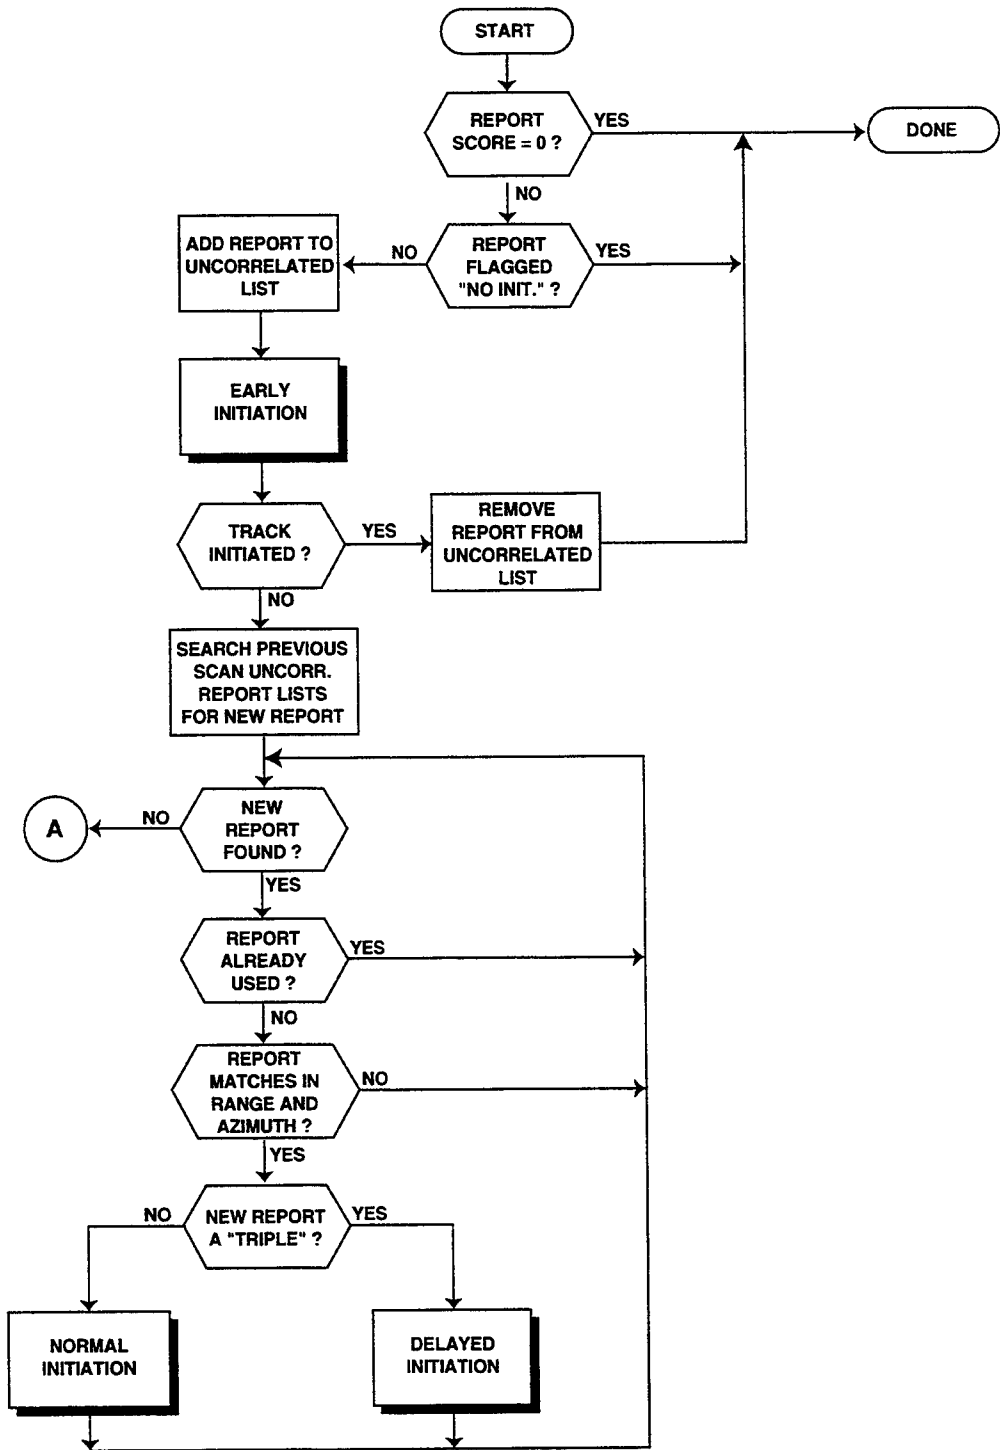 START
REPORT
SCORE = 0 ?
YES
DONE
NO
REPORT
FLAGGED
"NO INIT." ?
YES
NO
ADD REPORT TO
UNCORRELATED
LIST
EARLY
INITIATION
TRACK
INITIATED ?
YES
REMOVE
REPORT FROM
UNCORRELATED
LIST
NO
SEARCH PREVIOUS
SCAN UNCORR.
REPORT LISTS
FOR NEW REPORT
A
NO
NEW
REPORT
FOUND ?
YES
REPORT
ALREADY
USED ?
YES
NO
REPORT
MATCHES IN
RANGE AND
AZIMUTH ?
NO
YES
NO
NEW REPORT
A "TRIPLE" ?
YES
NORMAL
INITIATION
DELAYED
INITIATION